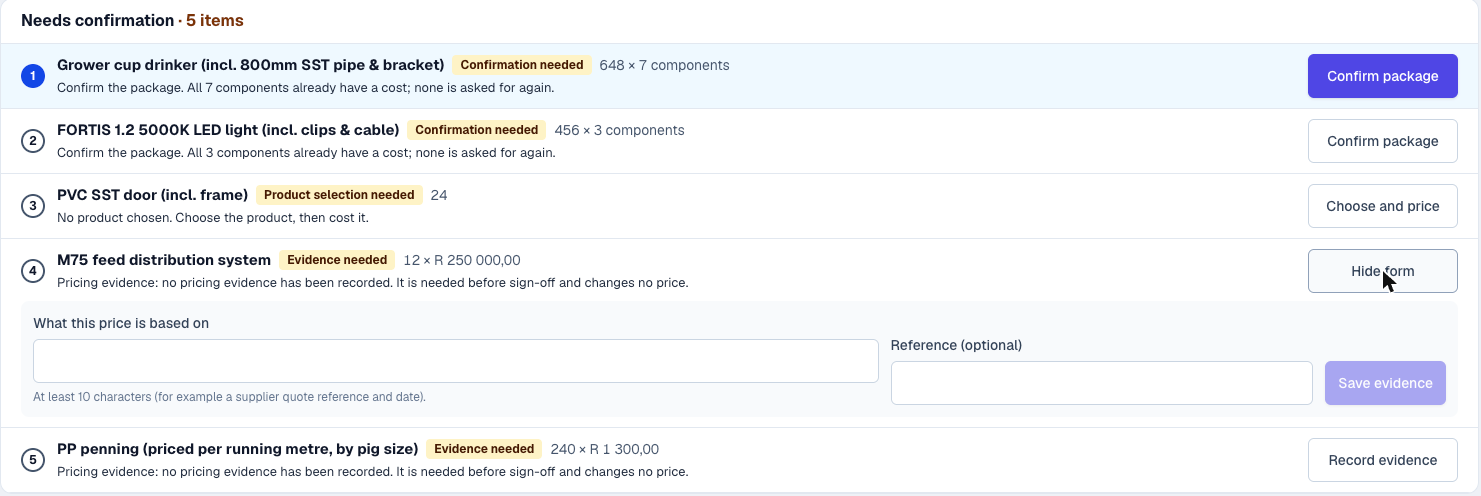 Needs confirmation · 5 items
1 Grower cup drinker (incl. 800mm SST pipe & bracket) Confirmation needed 648 × 7 components
Confirm the package. All 7 components already have a cost; none is asked for again.
Confirm package
2 FORTIS 1.2 5000K LED light (incl. clips & cable) Confirmation needed 456 × 3 components
Confirm the package. All 3 components already have a cost; none is asked for again.
Confirm package
3 PVC SST door (incl. frame) Product selection needed 24
No product chosen. Choose the product, then cost it.
Choose and price
4 M75 feed distribution system Evidence needed 12 × R 250 000,00
Pricing evidence: no pricing evidence has been recorded. It is needed before sign-off and changes no price.
Hide form
What this price is based on
At least 10 characters (for example a supplier quote reference and date).
Reference (optional)
Save evidence
5 PP penning (priced per running metre, by pig size) Evidence needed 240 × R 1 300,00
Pricing evidence: no pricing evidence has been recorded. It is needed before sign-off and changes no price.
Record evidence